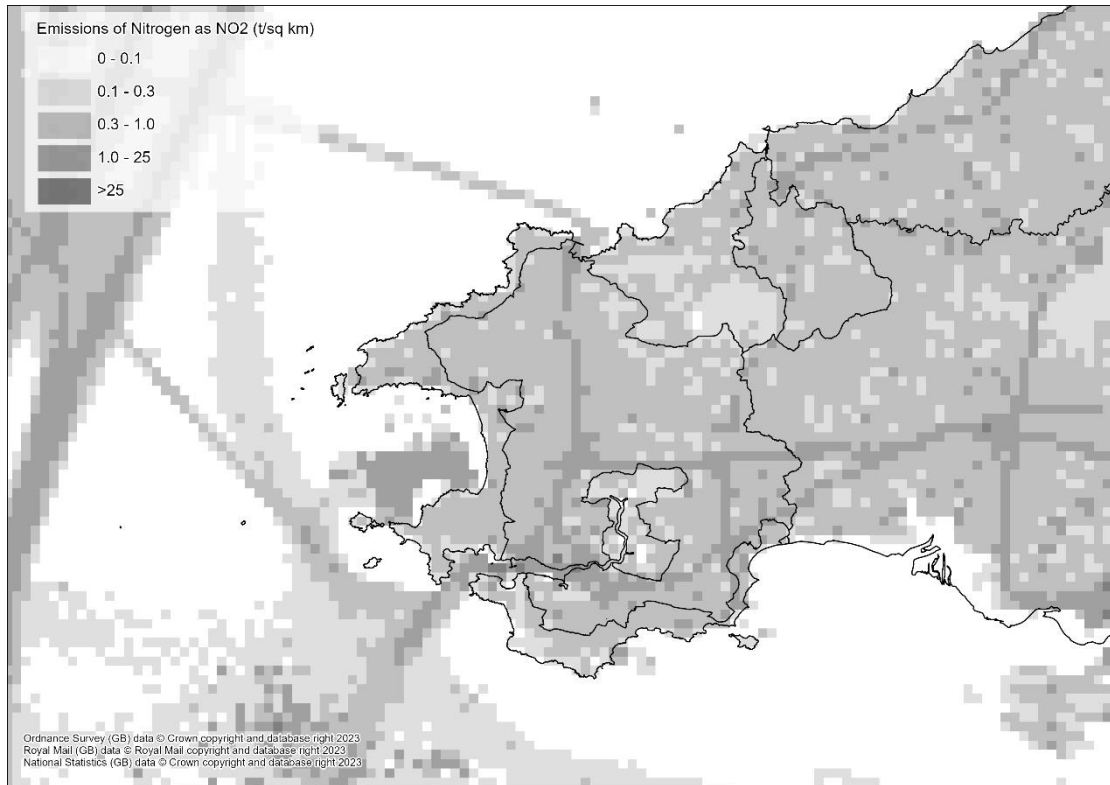 Emissions of Nitrogen as NO2 (t/sq km)
0 - 0.1
0.1 - 0.3
0.3 - 1.0
1.0 - 25
>25
Ordnance Survey (GB) data © Crown copyright and database right 2023
Royal Mail (GB) data © Royal Mail copyright and database right 2023
National Statistics (GB) data © Crown copyright and database right 2023